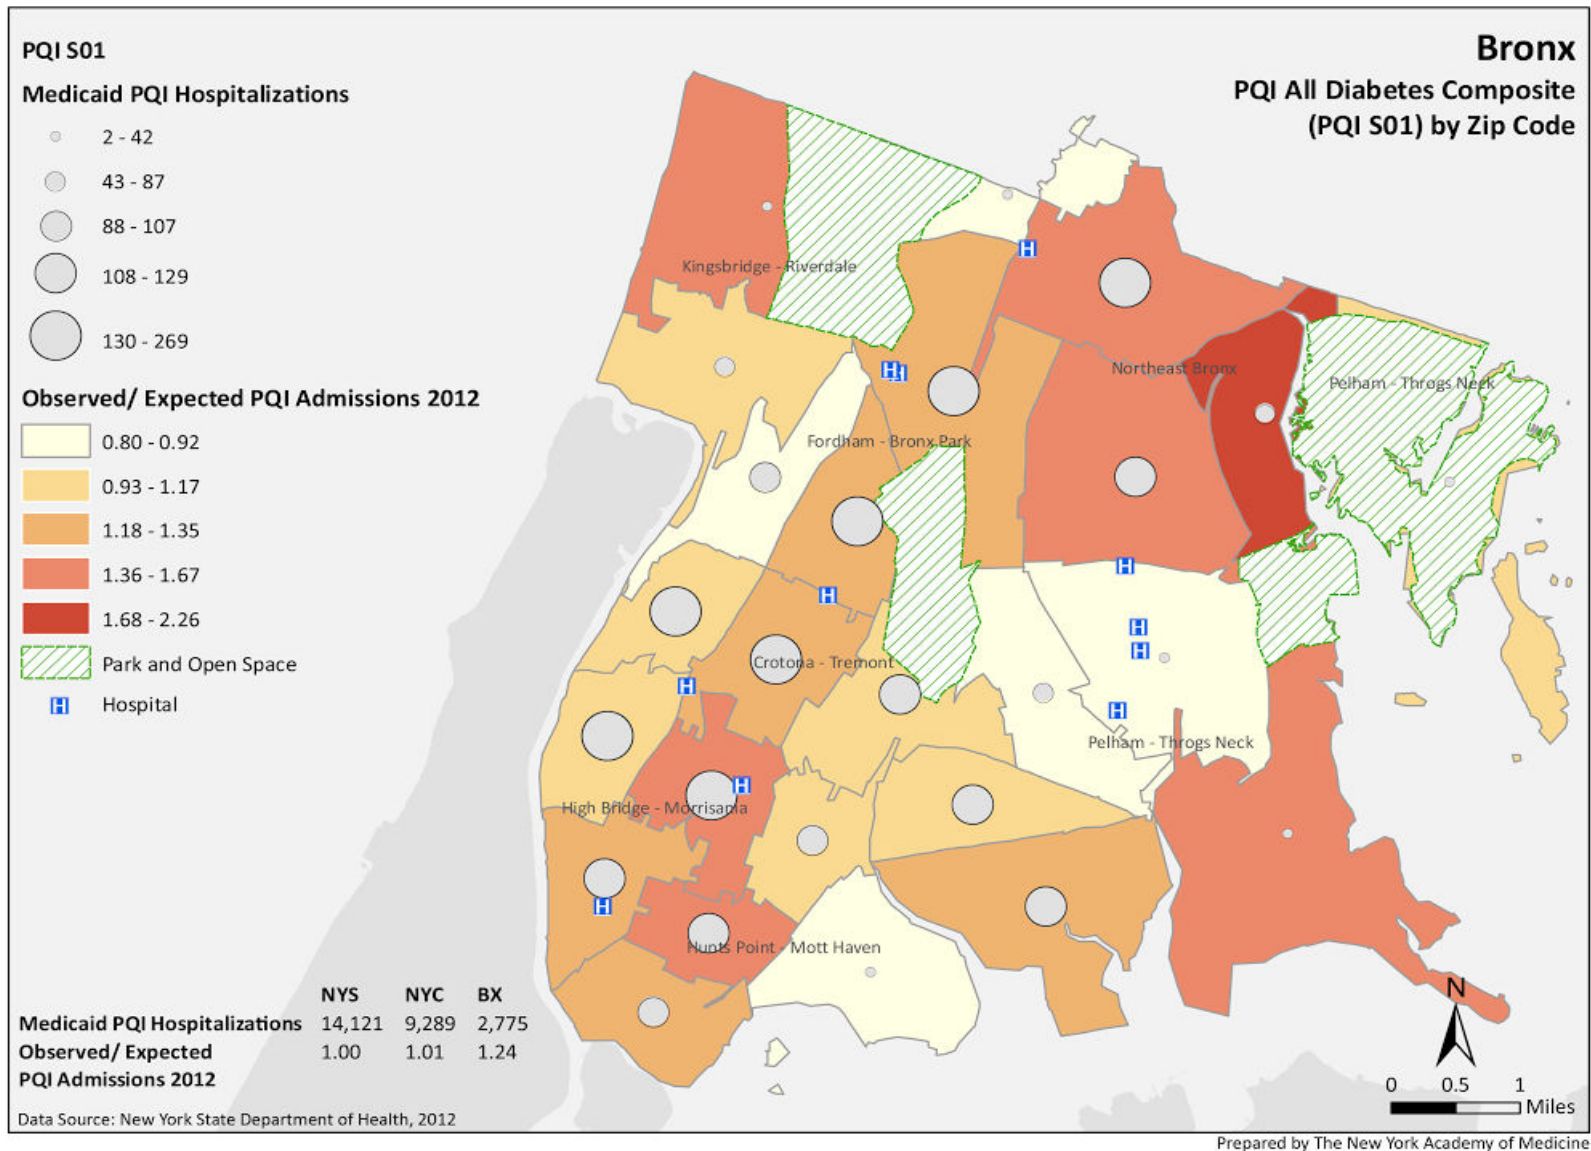 PQI S01
Medicaid PQI Hospitalizations
2 - 42
43 - 87
88 - 107
108 - 129
130 - 269
Observed/ Expected PQI Admissions 2012
0.80 - 0.92
0.93 - 1.17
1.18 - 1.35
1.36 - 1.67
1.68 - 2.26
Park and Open Space
H Hospital
Bronx
PQI All Diabetes Composite
(PQI S01) by Zip Code
H
Kingsbridge - Riverdale
Northeast Bronx
H H
Pelham - Throgs Neck
Fordham - Bronx Park
H
H
H
H
Crotona - Tremont
H
H
Pelham - Throgs Neck
H
High Bridge - Morrisania
H
Hunts Point - Mott Haven
NYS NYC BX
Medicaid PQI Hospitalizations 14,121 9,289 2,775
Observed/ Expected 1.00 1.01 1.24
PQI Admissions 2012
N
0 0.5 1
Miles
Data Source: New York State Department of Health, 2012
Prepared by The New York Academy of Medicine